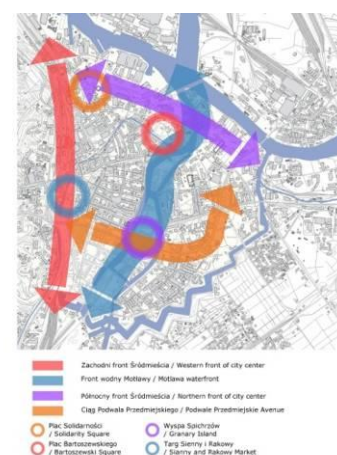 Zachodni front Śródmieścia / Western front of city center
Front wodny Motławy / Motława waterfront
Północny front Śródmieścia / Northern front of city center
Ciąg Podwala Przedmiejskiego / Podwale Przedmiejskie Avenue
Plac Solidarności
/ Solidarity Square
Plac Bartoszewskiego
/ Bartoszewski Square
Wyspa Spichrzów
/ Granary Island
Targ Sienny i Rakowy
/ Sianny and Rakowy Market